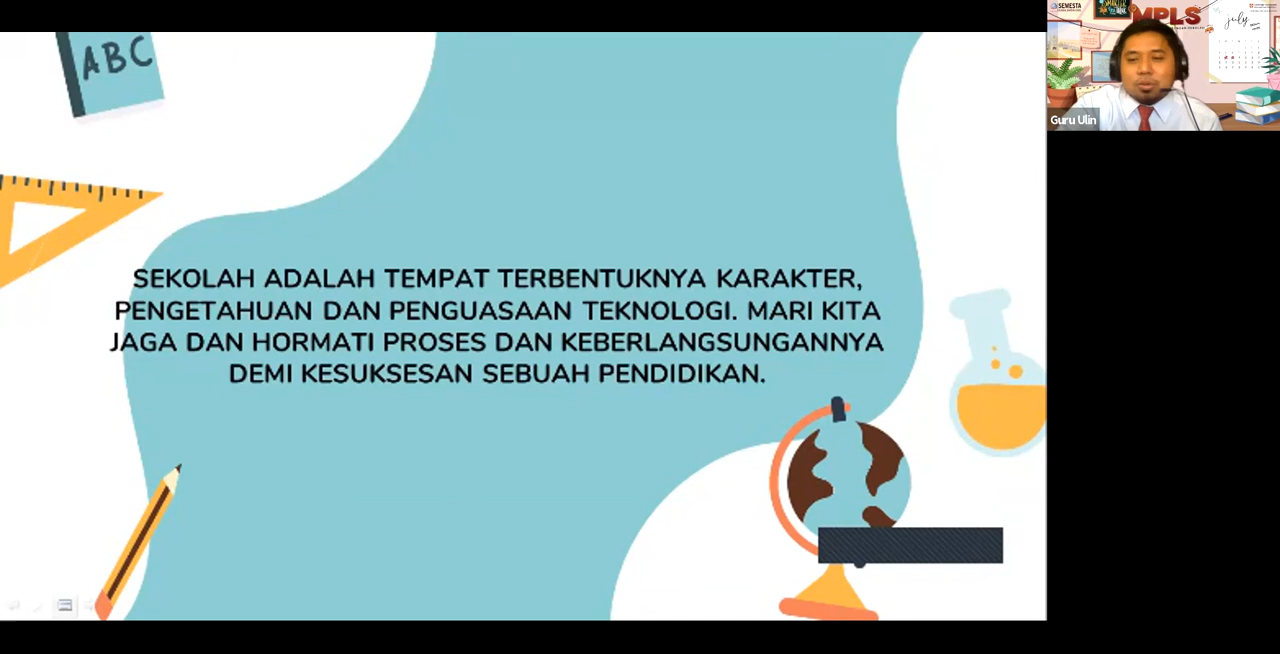 ABC
SEKOLAH ADALAH TEMPAT TERBENTUKNYA KARAKTER,
PENGETAHUAN DAN PENGUASAAN TEKNOLOGI. MARI KITA
JAGA DAN HORMATI PROSES DAN KEBERLANGSUNGANNYA
DEMI KESUKSESAN SEBUAH PENDIDIKAN.
SEMESTA
MPLS
july
Guru Ulin